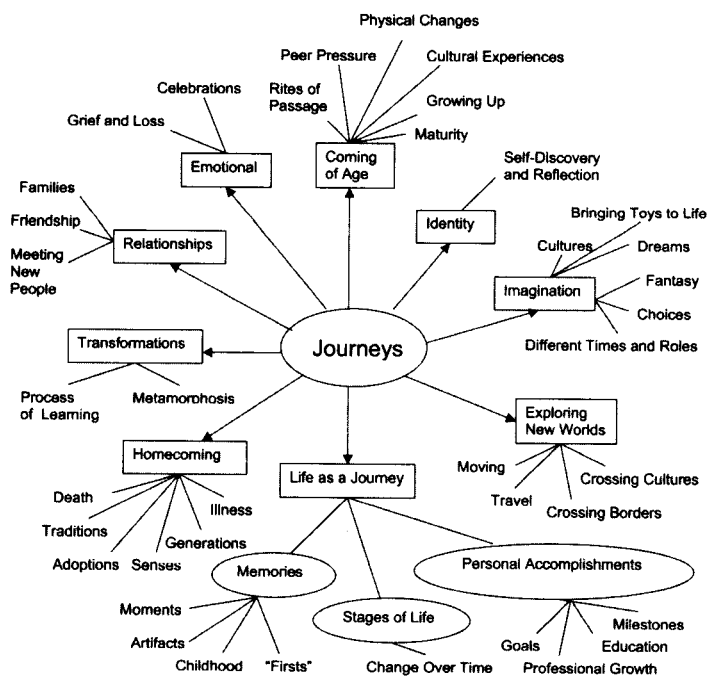 Physical Changes
Peer Pressure
Cultural Experiences
Celebrations
Rites of
Passage
Growing Up
Grief and Loss
Maturity
Emotional
Coming
of Age
Self-Discovery
and Reflection
Families
Friendship
Relationships
Identity
Bringing Toys to Life
Meeting
New
People
Cultures
Dreams
Imagination
Fantasy
Choices
Transformations
Journeys
Different Times and Roles
Process
of Learning
Metamorphosis
Exploring
New Worlds
Homecoming
Life as a Journey
Moving
Crossing Cultures
Death
Illness
Travel
Crossing Borders
Traditions
Generations
Adoptions
Senses
Memories
Personal Accomplishments
Moments
Stages of Life
Milestones
Artifacts
Goals
Education
Childhood
"Firsts"
Change Over Time
Professional Growth